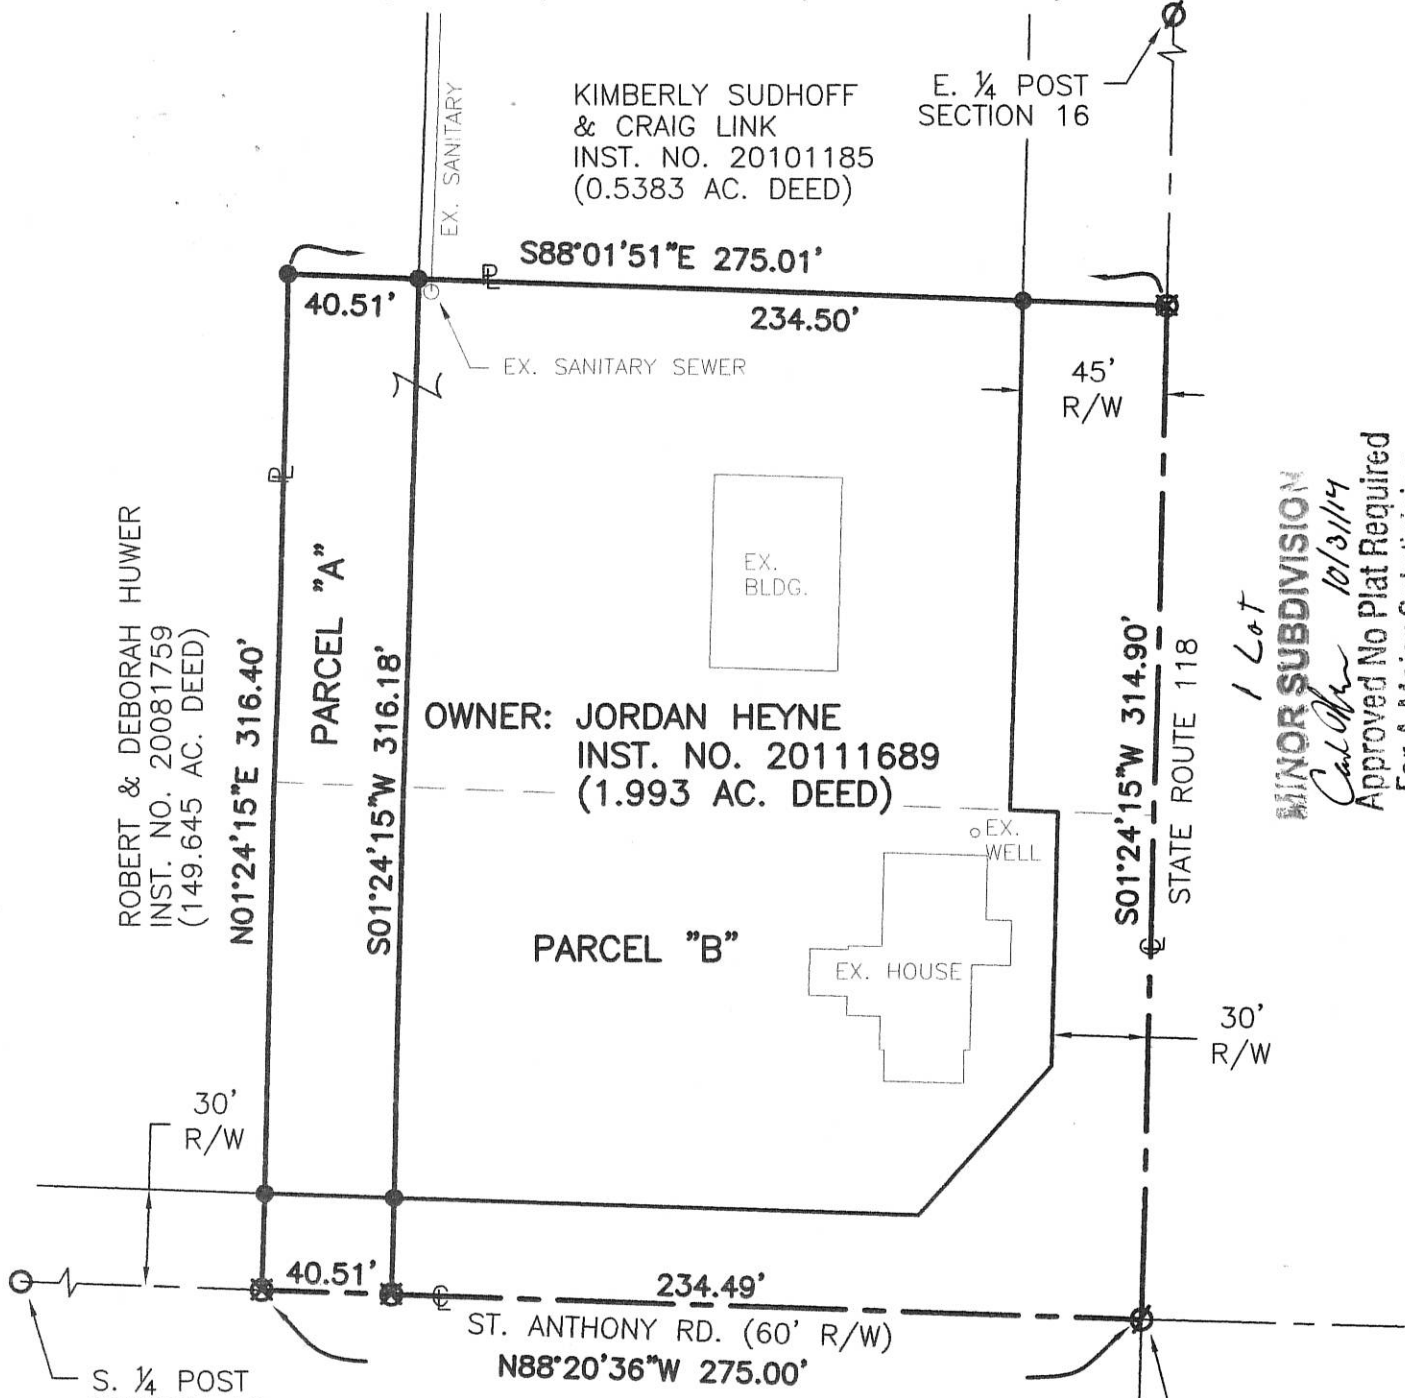 KIMBERLY SUDHOFF
& CRAIG LINK
INST. NO. 20101185
(0.5383 AC. DEED)
E. ¼ POST
SECTION 16
EX. SANITARY
S88°01'51"E 275.01'
40.51'
234.50'
EX. SANITARY SEWER
45'
R/W
EX.
BLDG.
ROBERT & DEBORAH HUWER
INST. NO. 20081759
(149.645 AC. DEED)
N01°24'15"E 316.40'
PARCEL "A"
S01°24'15"W 316.18'
OWNER: JORDAN HEYNE
INST. NO. 20111689
(1.993 AC. DEED)
EX.
WELL
PARCEL "B"
EX. HOUSE
S01°24'15"W 314.90'
STATE ROUTE 118
1 Lot
MINOR SUBDIVISION
10/31/14
Approved No Plat Required
30'
R/W
30'
R/W
40.51'
234.49'
ST. ANTHONY RD. (60' R/W)
N88°20'36"W 275.00'
S. ¼ POST